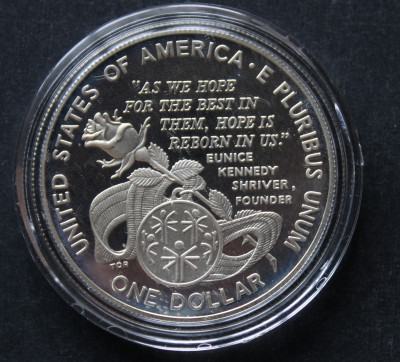 UNITED STATES OF AMERICA · E PLURIBUS UNUM
"AS WE HOPE
FOR THE BEST IN
THEM, HOPE IS
REBORN IN US."
EUNICE
KENNEDY
SHRIVER,
FOUNDER
TDR
ONE DOLLAR